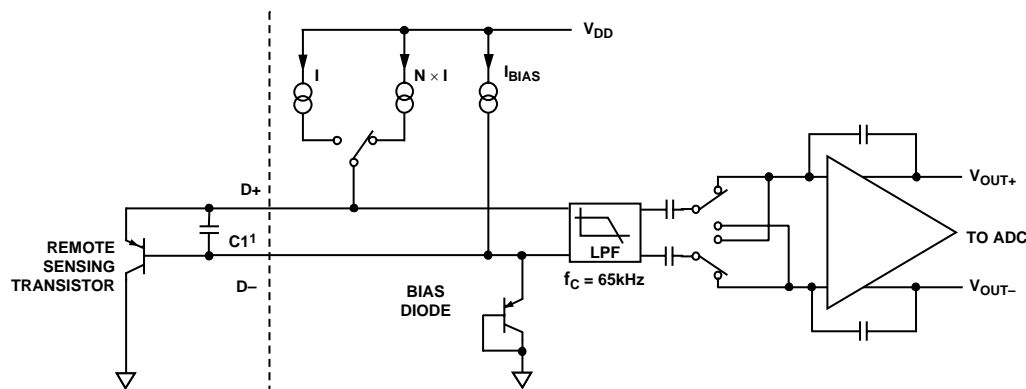 V_DD
I
N × I
I_BIAS
D+
C1¹
D–
REMOTE
SENSING
TRANSISTOR
BIAS
DIODE
LPF
f_C = 65kHz
V_OUT+
TO ADC
V_OUT–